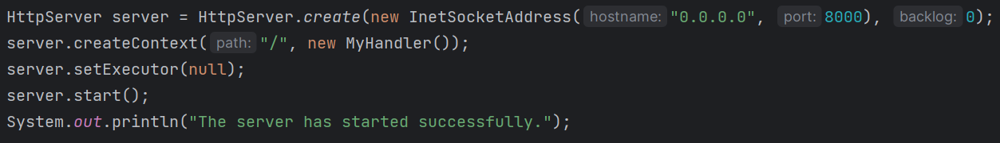 HttpServer server = HttpServer.create(new InetSocketAddress( hostname: "0.0.0.0", port: 8000), backlog: 0);
server.createContext( path: "/", new MyHandler());
server.setExecutor(null);
server.start();
System.out.println("The server has started successfully.");